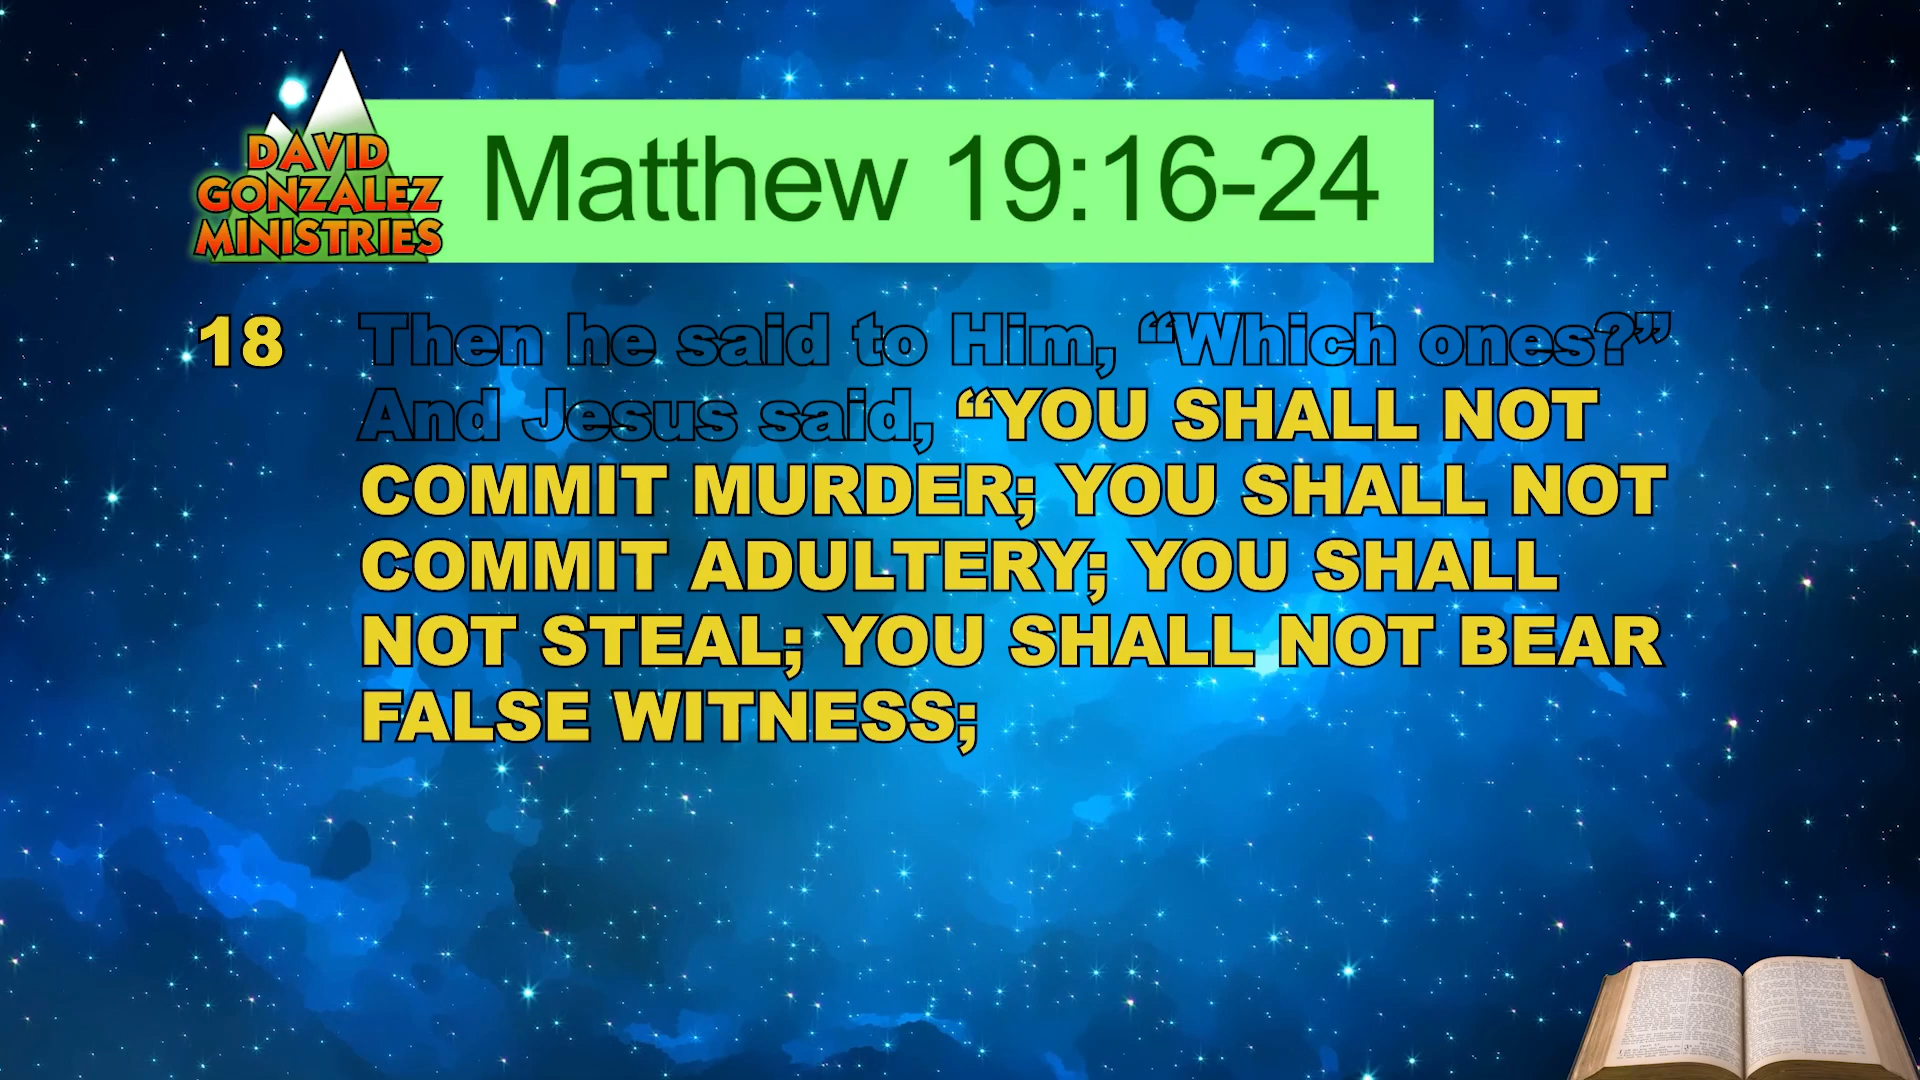 DAVID
GONZALEZ
MINISTRIES
Matthew 19:16-24
18 Then he said to Him, “Which ones?”
And Jesus said, “YOU SHALL NOT
COMMIT MURDER; YOU SHALL NOT
COMMIT ADULTERY; YOU SHALL
NOT STEAL; YOU SHALL NOT BEAR
FALSE WITNESS;